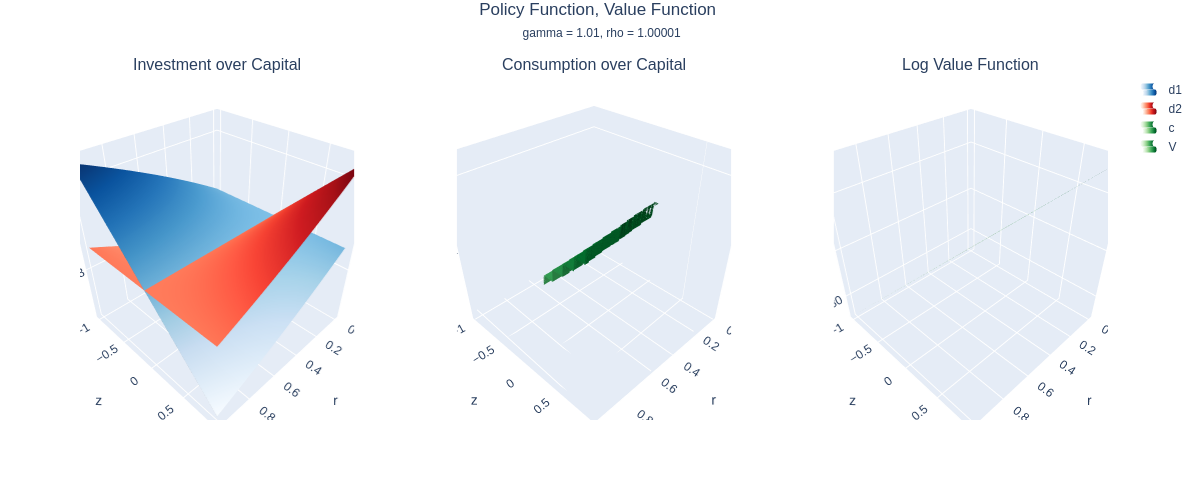 Policy Function, Value Function
gamma = 1.01, rho = 1.00001
Investment over Capital
Consumption over Capital
Log Value Function
d1
d2
c
V
−1
−0.5
0
0.5
z
0.2
0.4
0.6
0.8
r
−0.5
0
0.5
z
0.2
0.4
0.6
r
−1
−0.5
0
0.5
z
0.2
0.4
0.6
0.8
r